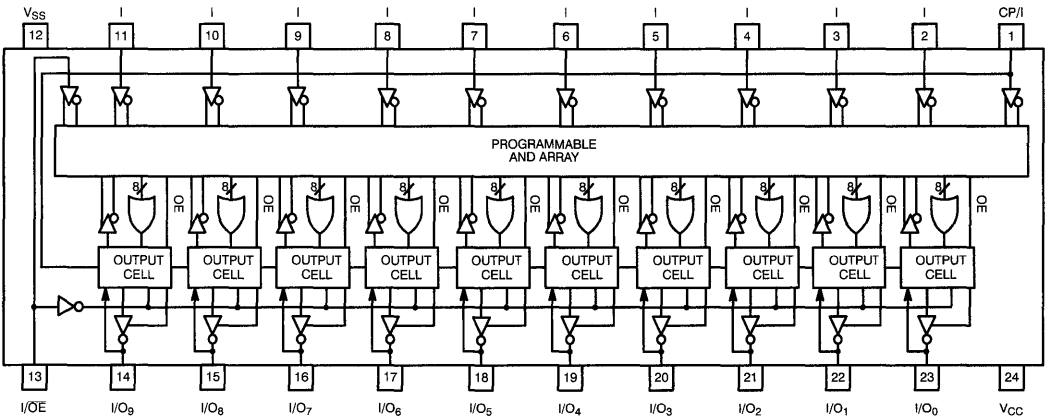 V_SS I I I I I I I I I I CP/I
12 11 10 9 8 7 6 5 4 3 2 1
PROGRAMMABLE
AND ARRAY
8 8 8 8 8 8 8 8 8 8
OE OE OE OE OE OE OE OE OE OE
OUTPUT CELL
OUTPUT CELL
OUTPUT CELL
OUTPUT CELL
OUTPUT CELL
OUTPUT CELL
OUTPUT CELL
OUTPUT CELL
OUTPUT CELL
OUTPUT CELL
13 14 15 16 17 18 19 20 21 22 23 24
I/O̅E̅ I/O₉ I/O₈ I/O₇ I/O₆ I/O₅ I/O₄ I/O₃ I/O₂ I/O₁ I/O₀ V_CC